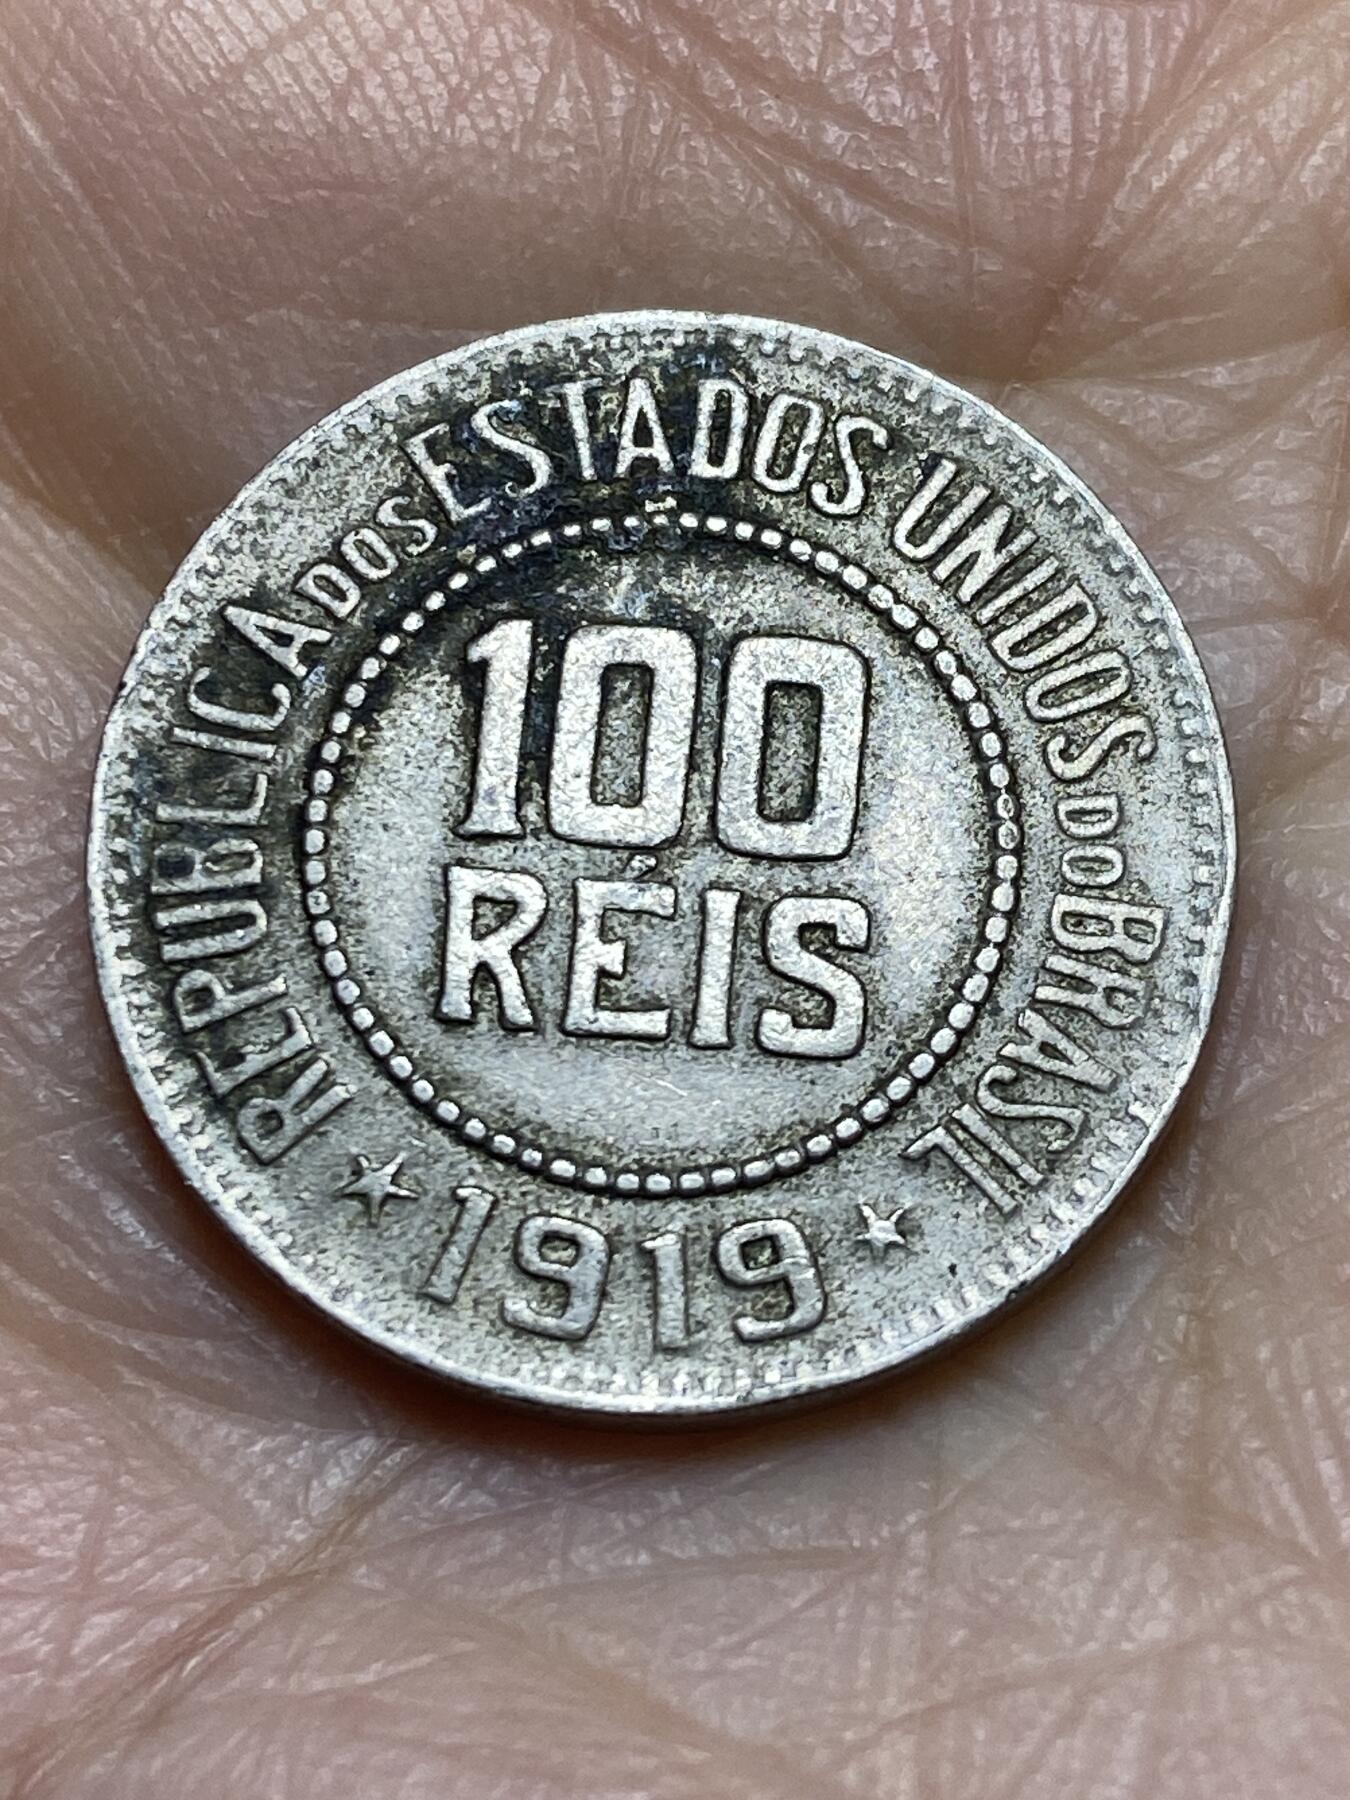 REPUBLICA DOS ESTADOS UNIDOS DO BRASIL
100
RÉIS
1919